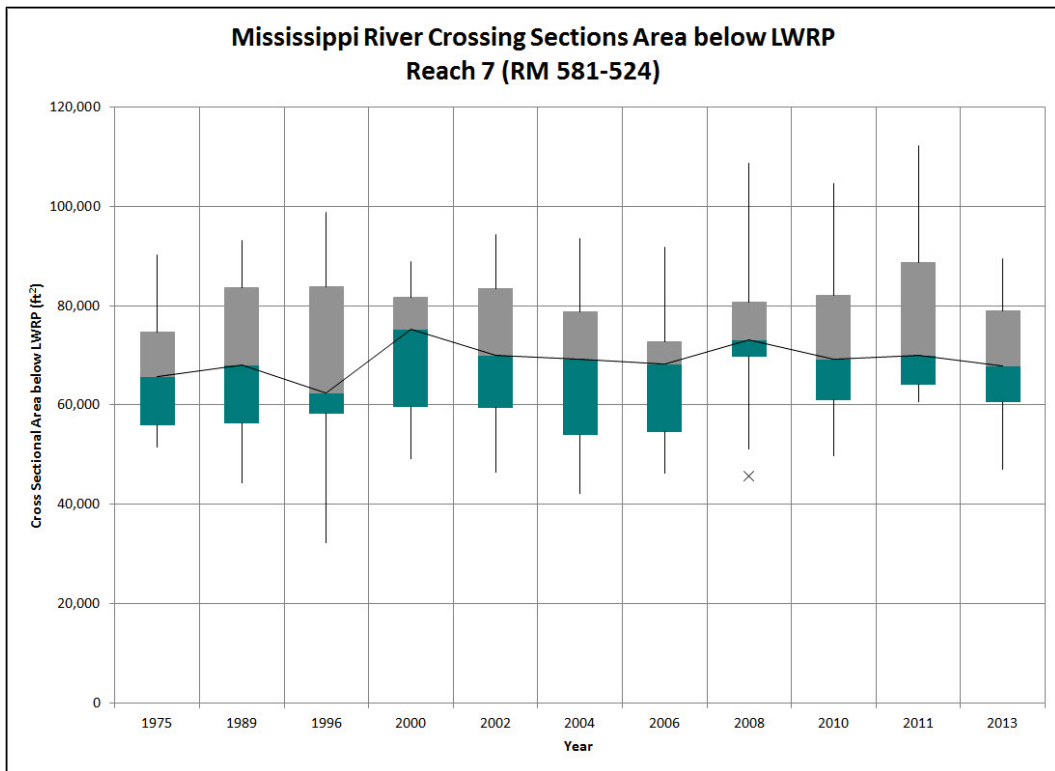 Mississippi River Crossing Sections Area below LWRP
Reach 7 (RM 581-524)
120,000
100,000
80,000
60,000
40,000
20,000
0
Cross Sectional Area below LWRP (ft²)
1975 1989 1996 2000 2002 2004 2006 2008 2010 2011 2013
Year